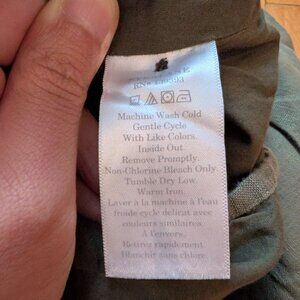 Machine Wash Cold
Gentle Cycle
With Like Colors.
Inside Out.
Remove Promptly.
Non-Chlorine Bleach Only.
Tumble Dry Low.
Warm Iron.
Laver à la machine à l'eau
froide cycle délicat avec
couleurs similaires.
À l'envers.
Retirez rapidement
Blanchir sans chlore.